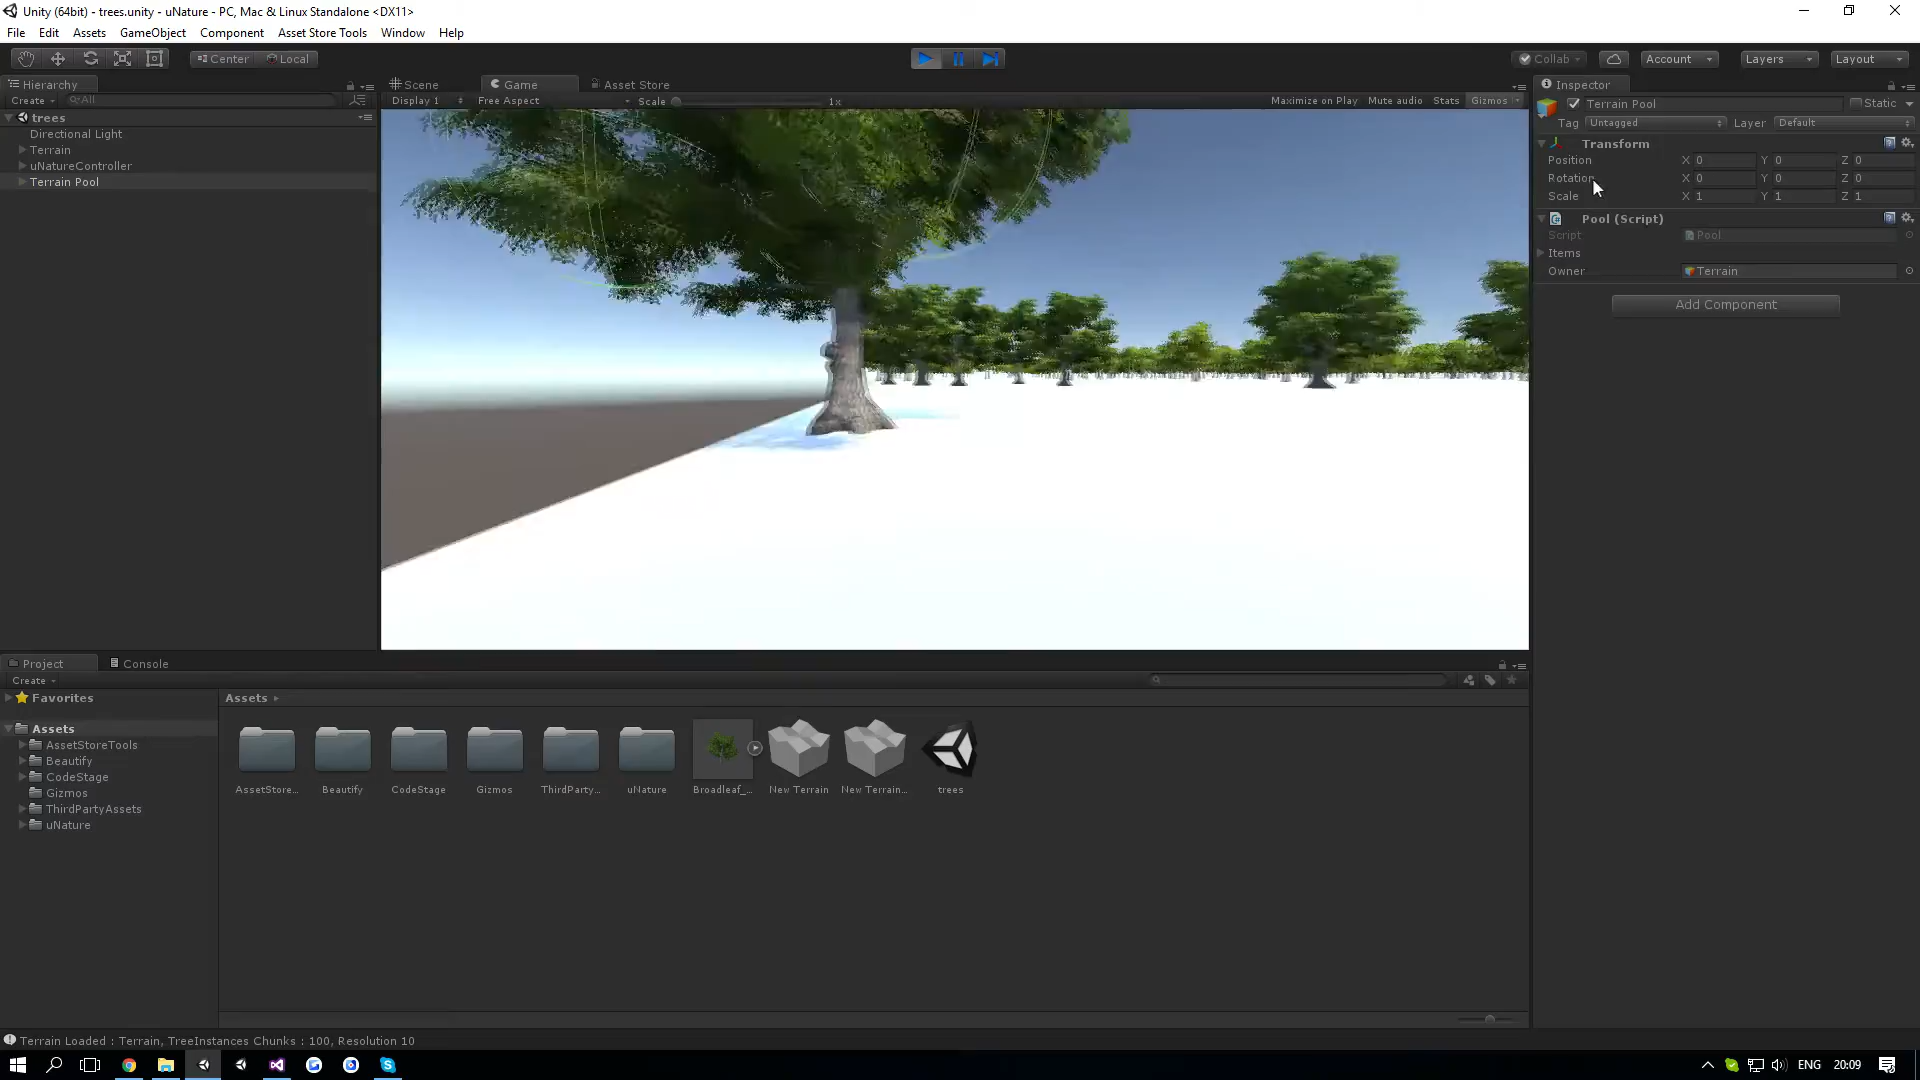 Unity (64bit) - trees.unity - uNature - PC, Mac & Linux Standalone <DX11>
File Edit Assets GameObject Component Asset Store Tools Window Help
Center Local Collab Account Layers Layout
Hierarchy Scene Game Asset Store Inspector
Create All Display 1 Free Aspect Scale 1x Maximize on Play Mute audio Stats Gizmos
Terrain Pool Static
trees
Tag Untagged Layer Default
Directional Light
Terrain
uNatureController
Terrain Pool
Transform
Position X 0 Y 0 Z 0
Rotation X 0 Y 0 Z 0
Scale X 1 Y 1 Z 1
Pool (Script)
Script Pool
Items
Owner Terrain
Add Component
Project Console
Create
Favorites
Assets
Assets
AssetStoreTools
Beautify
CodeStage
Gizmos
ThirdPartyAssets
uNature
AssetStore... Beautify CodeStage Gizmos ThirdParty... uNature Broadleaf_... New Terrain New Terrain... trees
Terrain Loaded : Terrain, TreeInstances Chunks : 100, Resolution 10
ENG 20:09